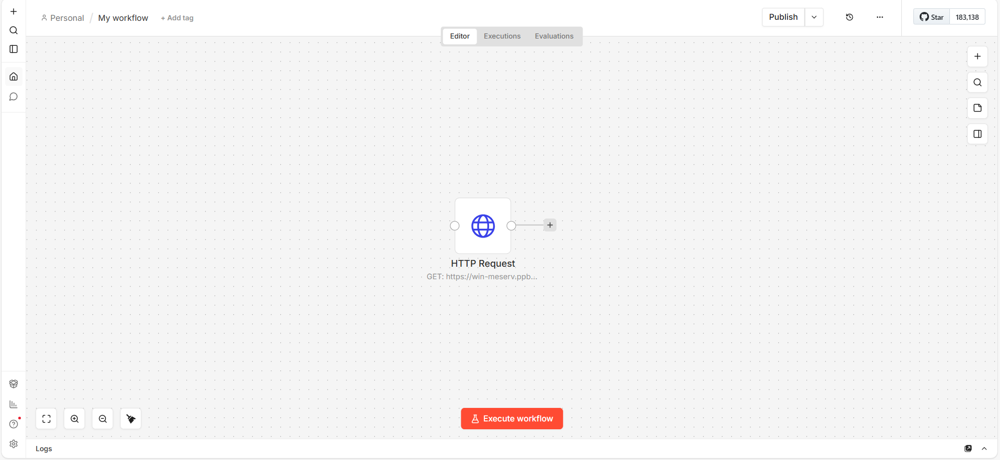 Personal / My workflow + Add tag
Publish
Star 183,138
Editor Executions Evaluations
HTTP Request
GET: https://win-meserv.ppb...
Execute workflow
Logs